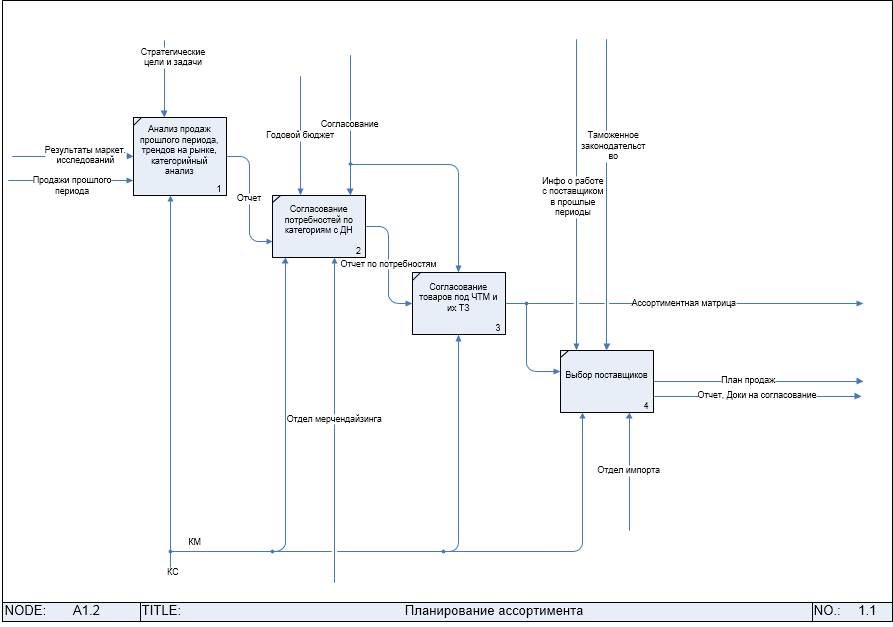 Стратегические
цели и задачи
Годовой бюджет
Согласование
Таможенное
законодательст
во
Инфо о работе
с поставщиком
в прошлые
периоды
Результаты маркет.
исследований
Продажи прошлого
периода
Анализ продаж
прошлого периода,
трендов на рынке,
категорийный
анализ
1
Отчет
Согласование
потребностей по
категориям с ДН
2
Отчет по потребностям
Согласование
товаров под ЧТМ и
их ТЗ
3
Ассортиментная матрица
Выбор поставщиков
4
План продаж
Отчет, Доки на согласование
Отдел мерчендайзинга
Отдел импорта
КМ
КС
NODE: A1.2 TITLE: Планирование ассортимента NO.: 1.1